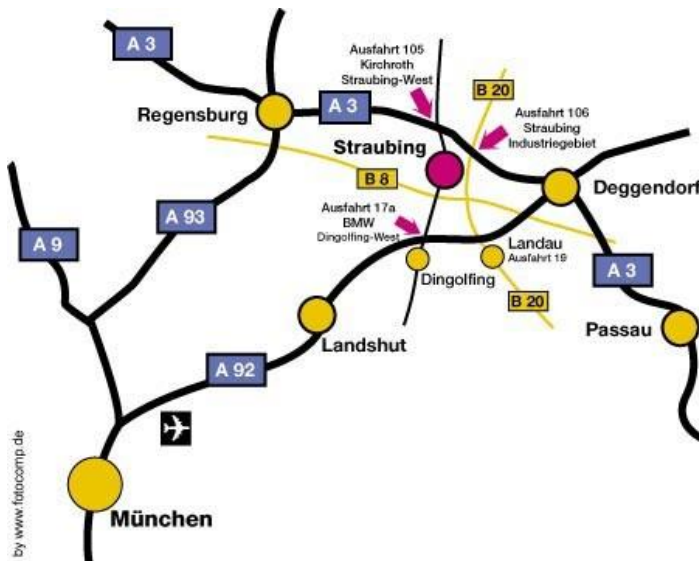 A 3
Ausfahrt 105
Kirchroth
Straubing-West
B 20
Regensburg
A 3
Ausfahrt 106
Straubing
Industriegebiet
Straubing
B 8
Deggendorf
A 93
A 9
Ausfahrt 17a
BMW
Dingolfing-West
Landau
Ausfahrt 19
A 3
Dingolfing
B 20
Passau
Landshut
A 92
München
by www.fotocomp.de